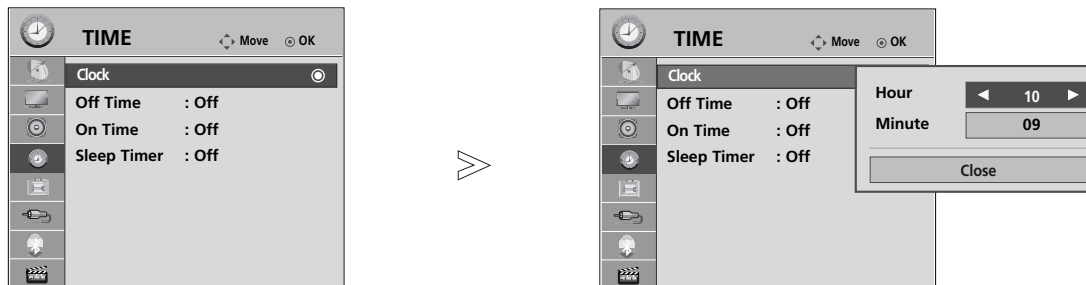 TIME
Move OK
Clock
Off Time : Off
On Time : Off
Sleep Timer : Off
TIME
Move OK
Clock
Off Time : Off
On Time : Off
Sleep Timer : Off
Hour 10
Minute 09
Close